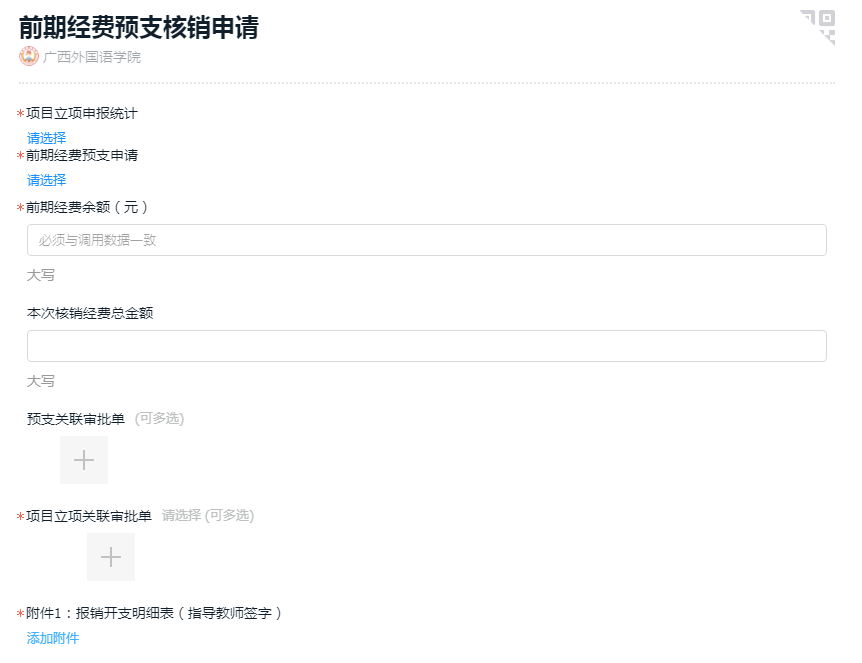 前期经费预支核销申请
广西外国语学院
*项目立项申报统计
请选择
*前期经费预支申请
请选择
*前期经费余额（元）
必须与调用数据一致
大写
本次核销经费总金额
大写
预支关联审批单 (可多选)
*项目立项关联审批单 请选择 (可多选)
*附件1：报销开支明细表（指导教师签字）
添加附件